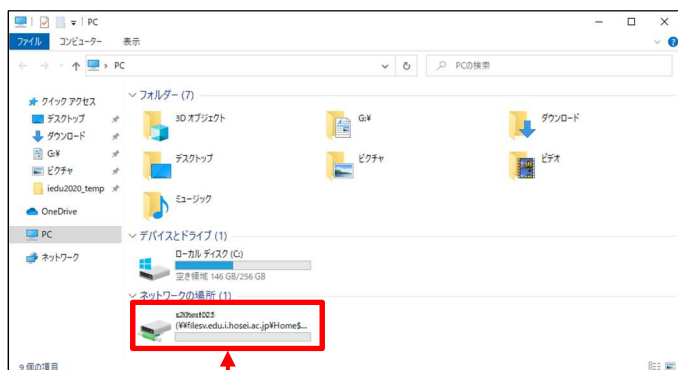 PC
ファイル コンピューター 表示
PC
PCの検索
クイック アクセス
デスクトップ
ダウンロード
G:¥
ピクチャ
iedu2020_temp
OneDrive
PC
ネットワーク
フォルダー (7)
3D オブジェクト
G:¥
ダウンロード
デスクトップ
ピクチャ
ビデオ
ミュージック
デバイスとドライブ (1)
ローカル ディスク (C:)
空き領域 146 GB/256 GB
ネットワークの場所 (1)
s20test023
(¥¥filesv.edu.i.hosei.ac.jp¥Home$...
9 個の項目